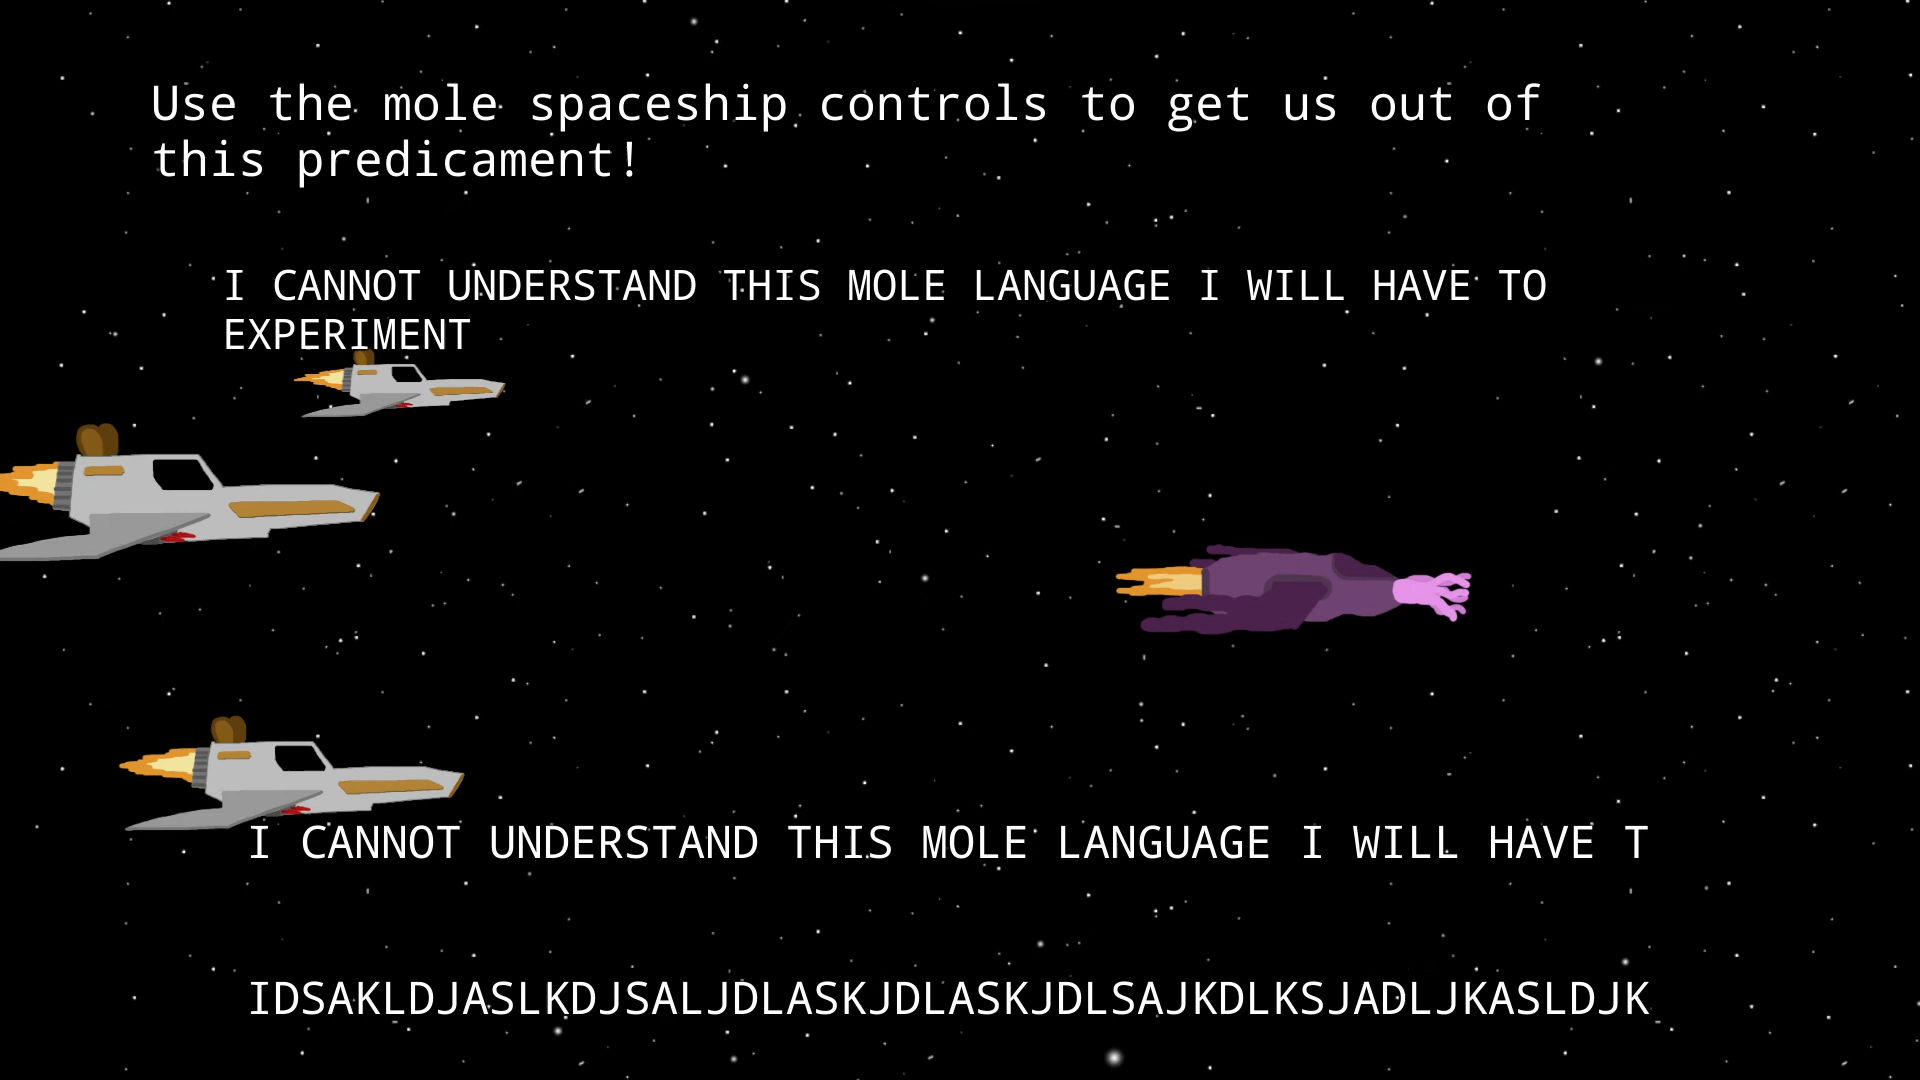 Use the mole spaceship controls to get us out of
this predicament!
I CANNOT UNDERSTAND THIS MOLE LANGUAGE I WILL HAVE TO
EXPERIMENT
I CANNOT UNDERSTAND THIS MOLE LANGUAGE I WILL HAVE T
IDSAKLDJASLKDJSALJDLASKJDLASKJDLSAJKDLKSJADLJKASLDJK